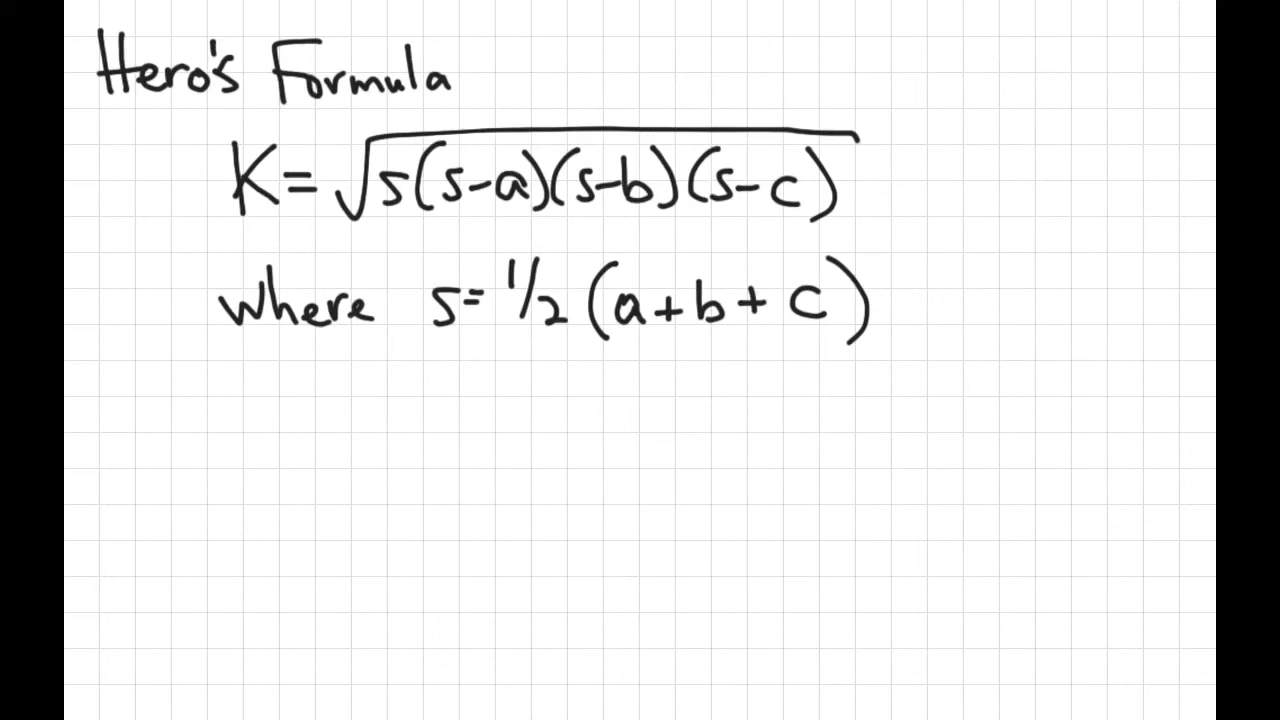 Hero's Formula
K = √s(s-a)(s-b)(s-c)
where s = 1/2 (a + b + c)